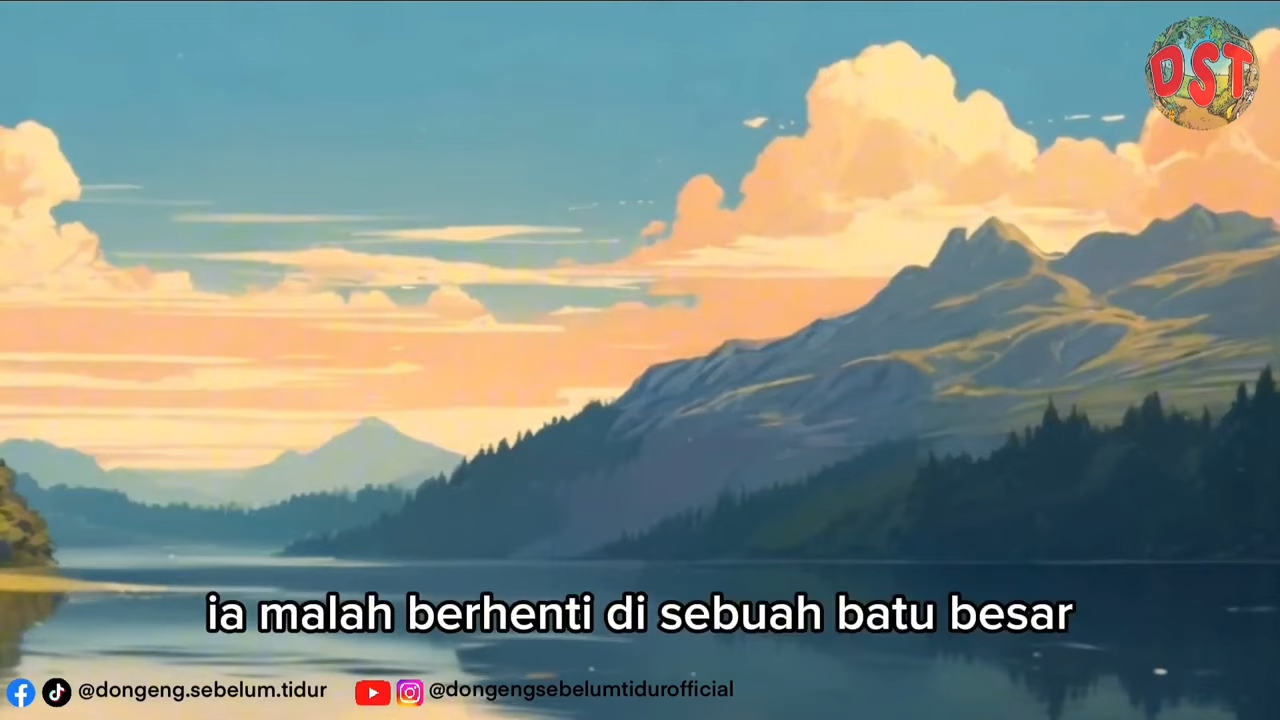 DST
ia malah berhenti di sebuah batu besar
@dongeng.sebelum.tidur @dongengsebelumtidurofficial